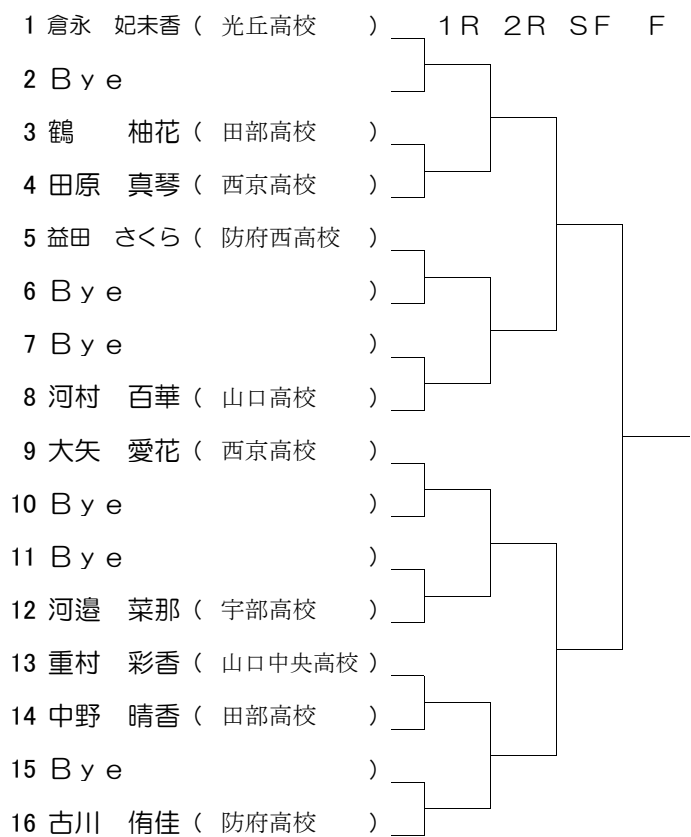 1 倉永　妃未香 ( 光丘高校 ) 1R 2R SF F
2 Bye )
3 鶴　柚花 ( 田部高校 )
4 田原　真琴 ( 西京高校 )
5 益田　さくら ( 防府西高校 )
6 Bye )
7 Bye )
8 河村　百華 ( 山口高校 )
9 大矢　愛花 ( 西京高校 )
10 Bye )
11 Bye )
12 河邉　菜那 ( 宇部高校 )
13 重村　彩香 ( 山口中央高校 )
14 中野　晴香 ( 田部高校 )
15 Bye )
16 古川　侑佳 ( 防府高校 )